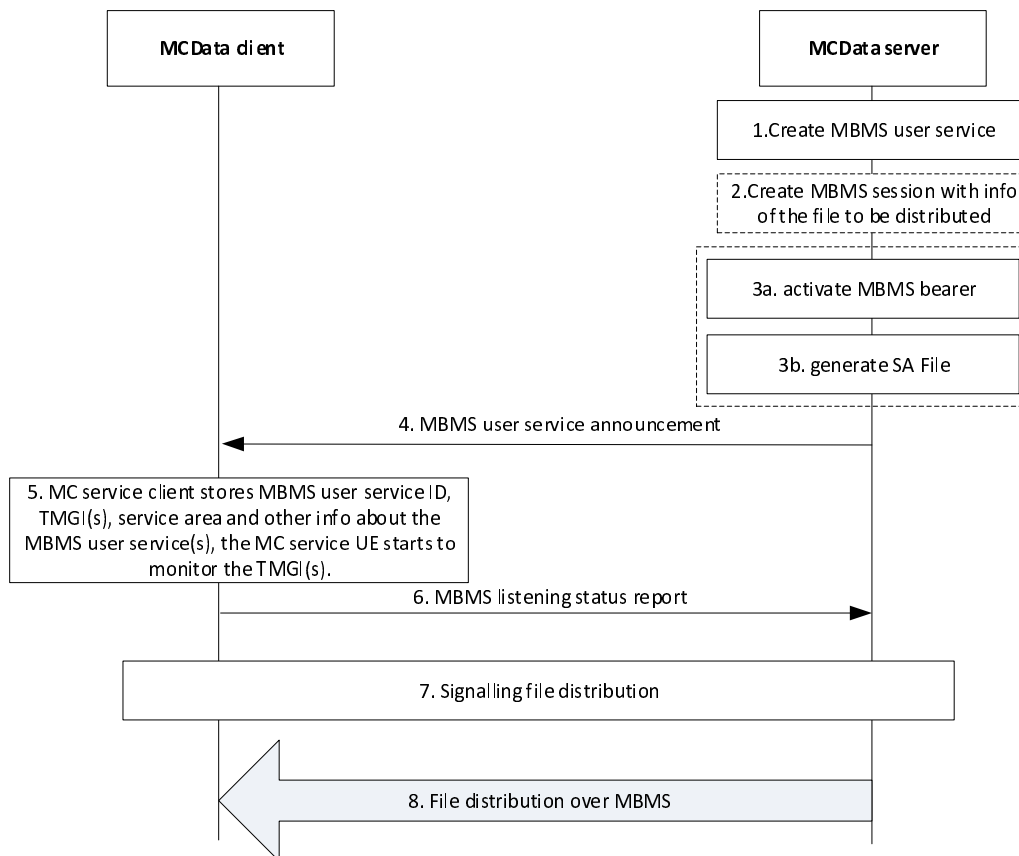 MCData client
MCData server
1.Create MBMS user service
2.Create MBMS session with info
of the file to be distributed
3a. activate MBMS bearer
3b. generate SA File
4. MBMS user service announcement
5. MC service client stores MBMS user service ID,
TMGI(s), service area and other info about the
MBMS user service(s), the MC service UE starts to
monitor the TMGI(s).
6. MBMS listening status report
7. Signalling file distribution
8. File distribution over MBMS